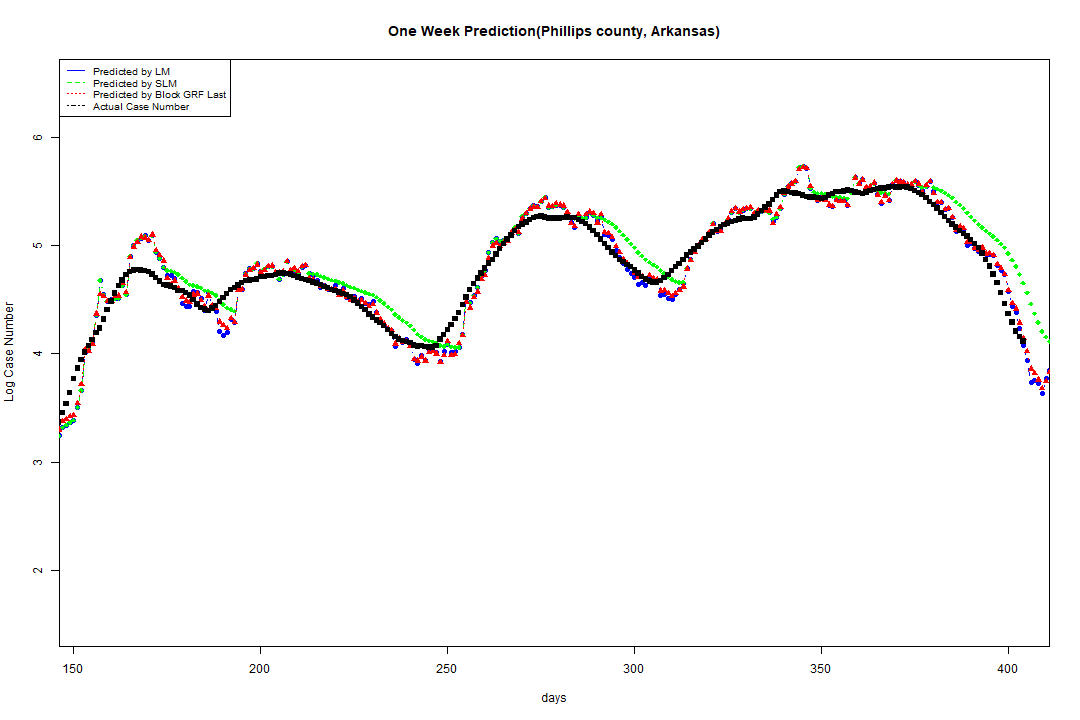 One Week Prediction(Phillips county, Arkansas)
Predicted by LM
Predicted by SLM
Predicted by Block GRF Last
Actual Case Number
6
5
4
3
2
Log Case Number
150 200 250 300 350 400
days